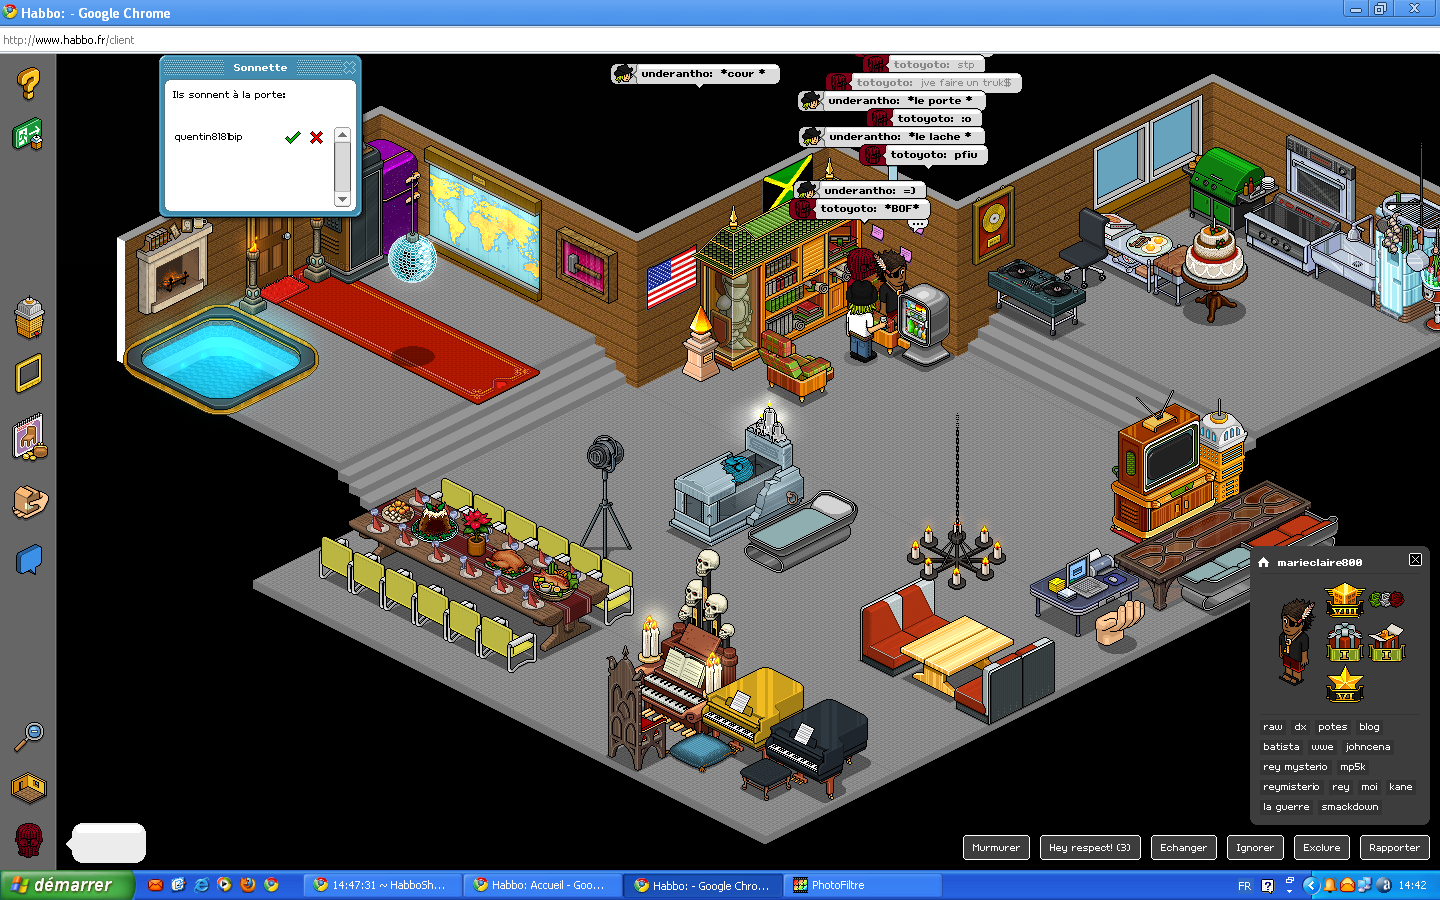 Habbo: - Google Chrome
http://www.habbo.fr/client
Sonnette
Ils sonnent à la porte:
quentin8181bip
underantho: *cour *
totoyoto: stp
totoyoto: jve faire un truk$
underantho: *le porte *
totoyoto: :o
underantho: *le lache *
totoyoto: pfiu
underantho: =)
totoyoto: *BOF*
...
marieclaire800
raw dx potes blog
batista wwe johncena
rey mysterio mp5k
reymisterio rey moi kane
la guerre smackdown
Murmurer Hey respect! (3) Echanger Ignorer Exclure Rapporter
démarrer 14:47:31 ~ HabboSh... Habbo: Accueil - Goo... Habbo: - Google Chro... PhotoFiltre FR 14:42